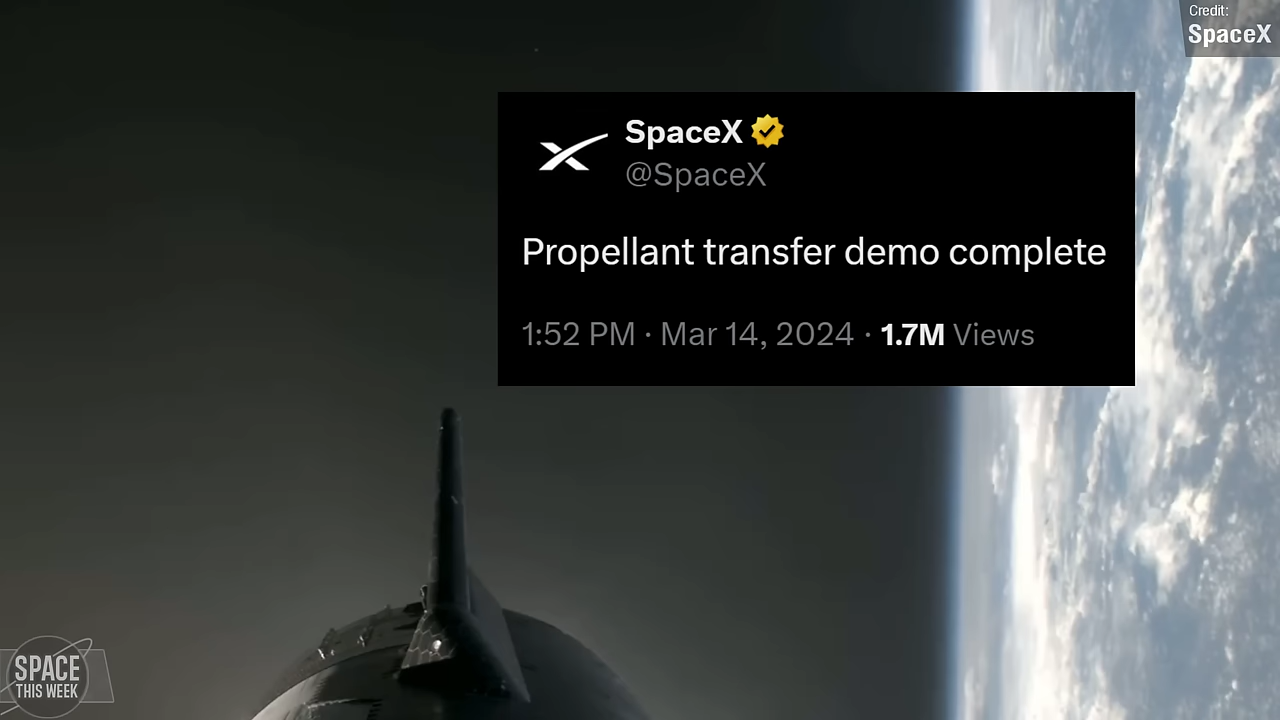 Credit:
SpaceX
SpaceX
@SpaceX
Propellant transfer demo complete
1:52 PM · Mar 14, 2024 · 1.7M Views
SPACE
THIS WEEK